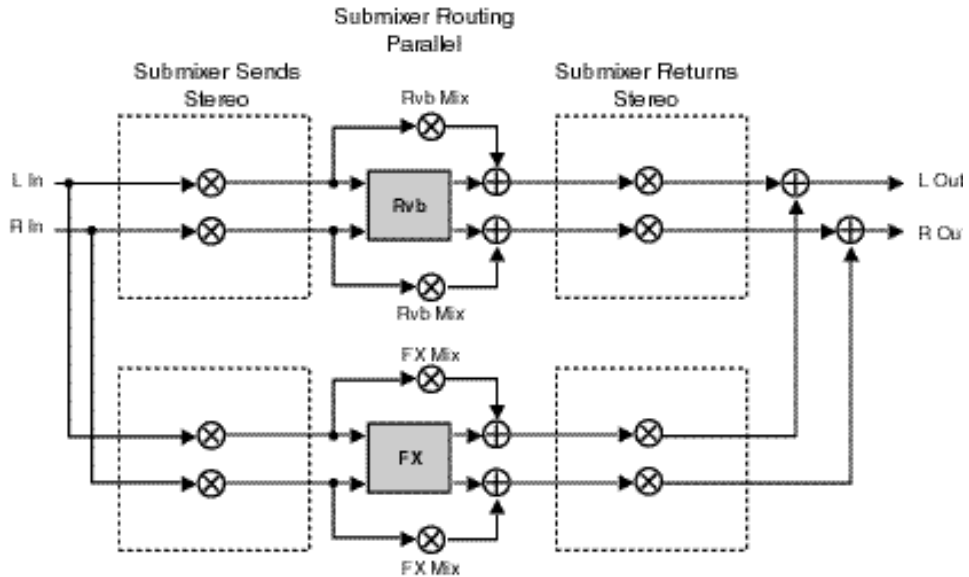 Submixer Routing
Parallel
Submixer Sends
Stereo
Submixer Returns
Stereo
Rvb Mix
L In
Rvb
L Out
R In
R Out
Rvb Mix
FX Mix
FX
FX Mix